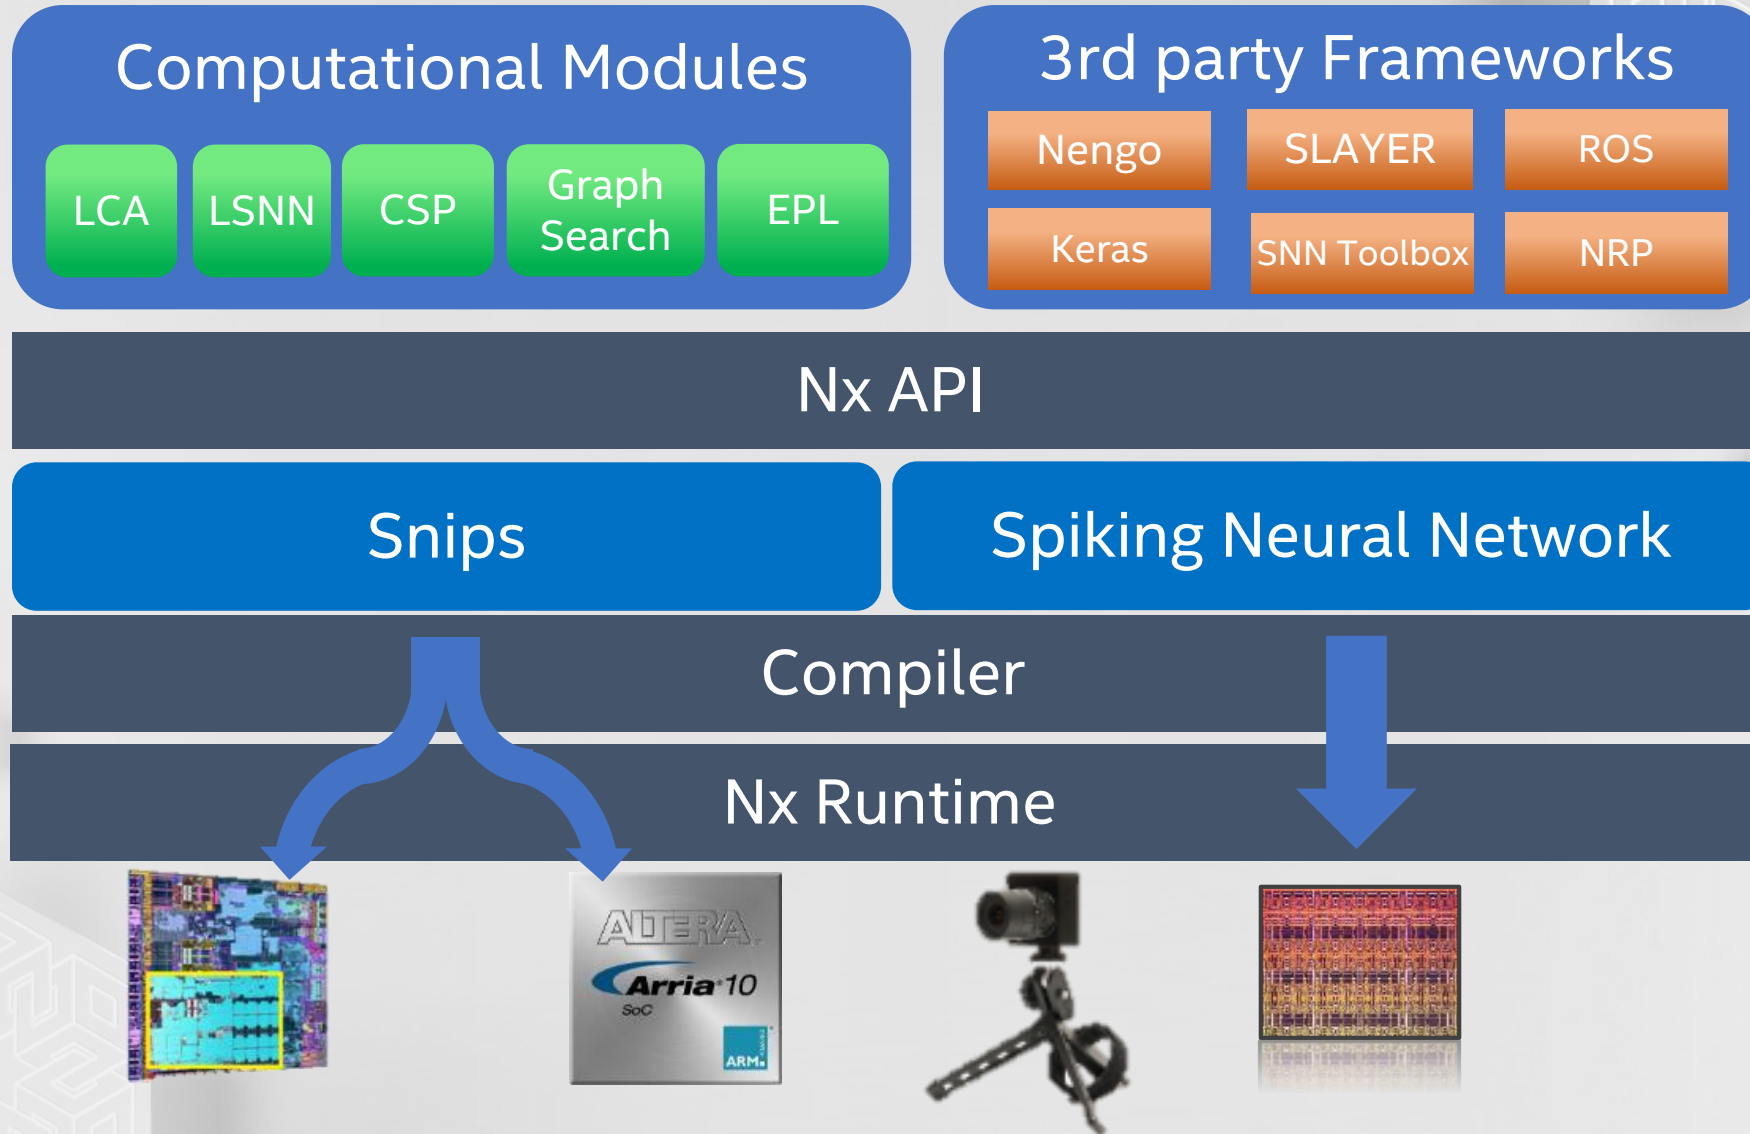 Computational Modules
LCA
LSNN
CSP
Graph
Search
EPL
3rd party Frameworks
Nengo
SLAYER
ROS
Keras
SNN Toolbox
NRP
Nx API
Snips
Spiking Neural Network
Compiler
Nx Runtime
ALTERA
Arria 10
SoC
ARM